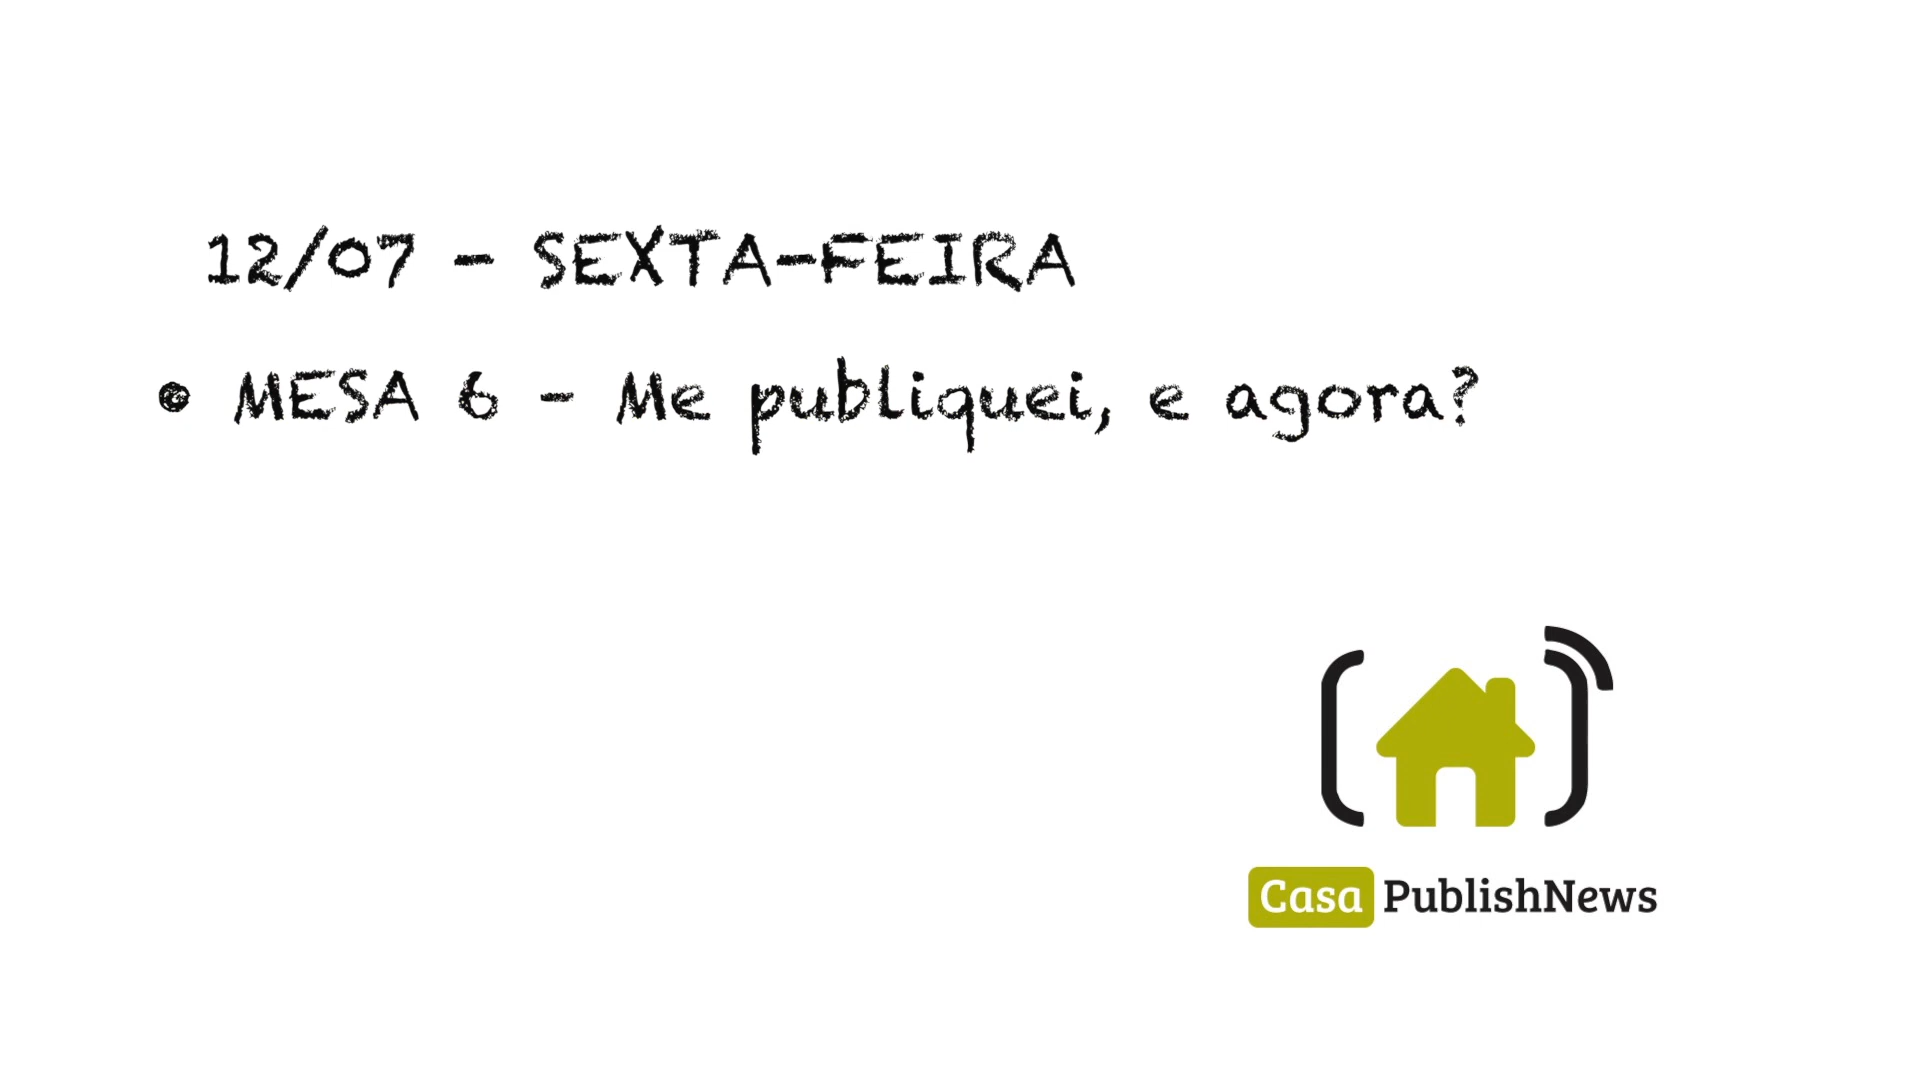 12/07 - SEXTA-FEIRA
• MESA 6 - Me publiquei, e agora?
Casa PublishNews